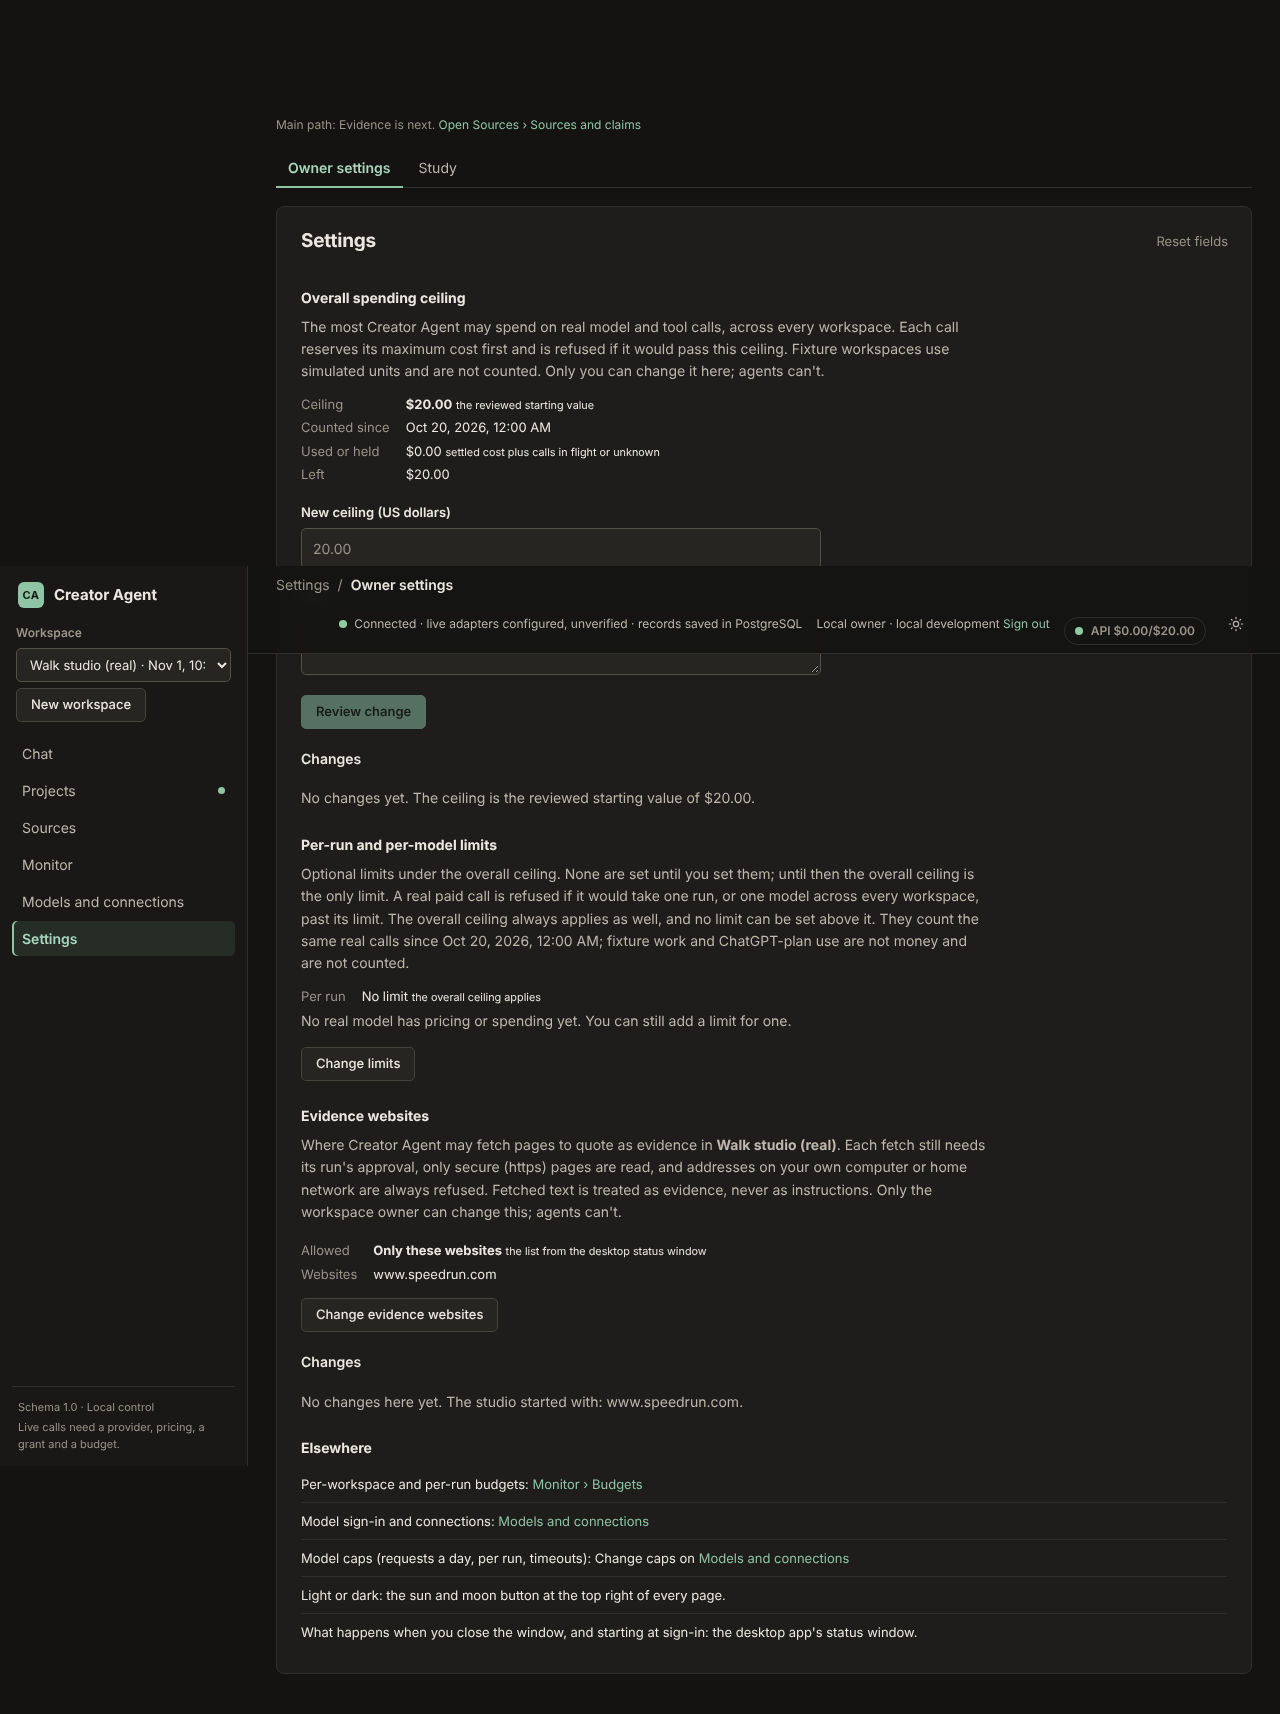 Main path: Evidence is next. Open Sources › Sources and claims
Owner settings
Study
Settings
Reset fields
Overall spending ceiling
The most Creator Agent may spend on real model and tool calls, across every workspace. Each call
reserves its maximum cost first and is refused if it would pass this ceiling. Fixture workspaces use
simulated units and are not counted. Only you can change it here; agents can't.
Ceiling $20.00 the reviewed starting value
Counted since Oct 20, 2026, 12:00 AM
Used or held $0.00 settled cost plus calls in flight or unknown
Left $20.00
New ceiling (US dollars)
20.00
CA Creator Agent
Workspace
Walk studio (real) · Nov 1, 10:
New workspace
Chat
Projects
Sources
Monitor
Models and connections
Settings
Schema 1.0 · Local control
Live calls need a provider, pricing, a
grant and a budget.
Settings / Owner settings
Connected · live adapters configured, unverified · records saved in PostgreSQL
Local owner · local development Sign out
API $0.00/$20.00
Review change
Changes
No changes yet. The ceiling is the reviewed starting value of $20.00.
Per-run and per-model limits
Optional limits under the overall ceiling. None are set until you set them; until then the overall ceiling is
the only limit. A real paid call is refused if it would take one run, or one model across every workspace,
past its limit. The overall ceiling always applies as well, and no limit can be set above it. They count the
same real calls since Oct 20, 2026, 12:00 AM; fixture work and ChatGPT-plan use are not money and
are not counted.
Per run No limit the overall ceiling applies
No real model has pricing or spending yet. You can still add a limit for one.
Change limits
Evidence websites
Where Creator Agent may fetch pages to quote as evidence in Walk studio (real). Each fetch still needs
its run's approval, only secure (https) pages are read, and addresses on your own computer or home
network are always refused. Fetched text is treated as evidence, never as instructions. Only the
workspace owner can change this; agents can't.
Allowed Only these websites the list from the desktop status window
Websites www.speedrun.com
Change evidence websites
Changes
No changes here yet. The studio started with: www.speedrun.com.
Elsewhere
Per-workspace and per-run budgets: Monitor › Budgets
Model sign-in and connections: Models and connections
Model caps (requests a day, per run, timeouts): Change caps on Models and connections
Light or dark: the sun and moon button at the top right of every page.
What happens when you close the window, and starting at sign-in: the desktop app's status window.